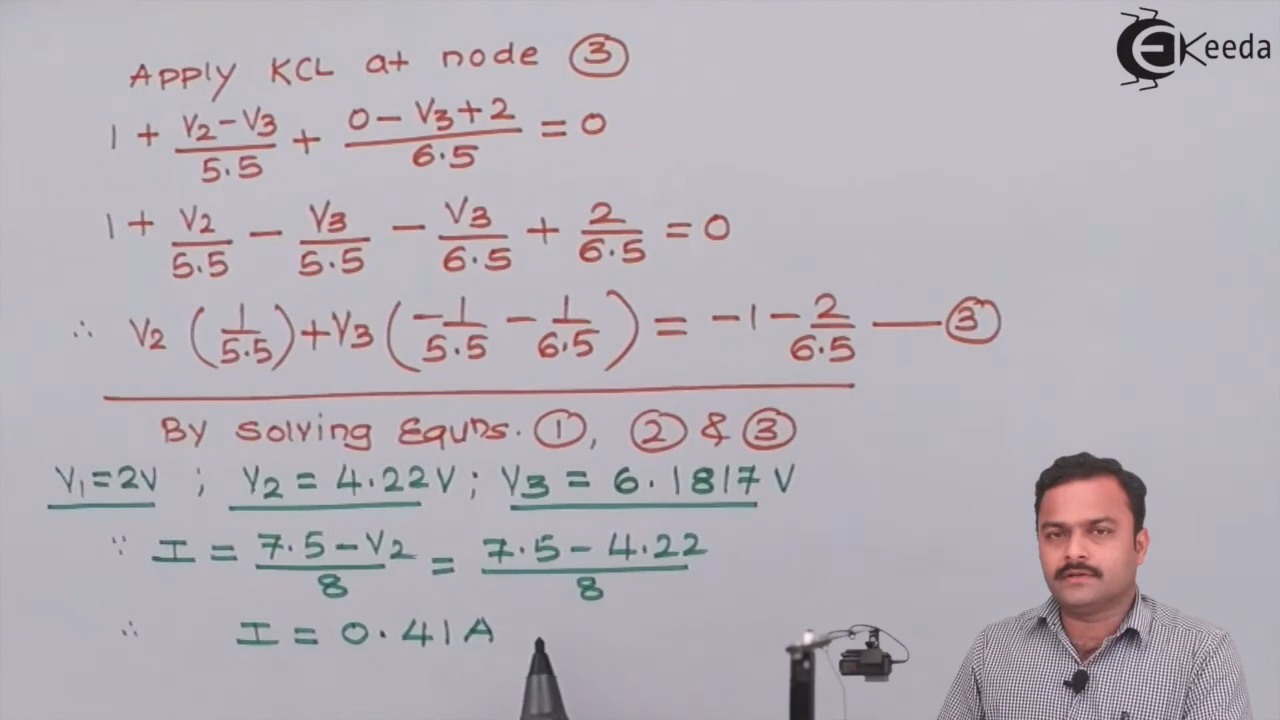 EKeeda
Apply KCL at node ③
1 + V2 - V3 / 5.5 + 0 - V3 + 2 / 6.5 = 0
1 + V2 / 5.5 - V3 / 5.5 - V3 / 6.5 + 2 / 6.5 = 0
∴ V2 (1 / 5.5) + V3 (-1 / 5.5 - 1 / 6.5) = -1 - 2 / 6.5 — ③
By solving Equns. ①, ② & ③
V1 = 2V ; V2 = 4.22V ; V3 = 6.1817 V
∵ I = 7.5 - V2 / 8 = 7.5 - 4.22 / 8
∴ I = 0.41A